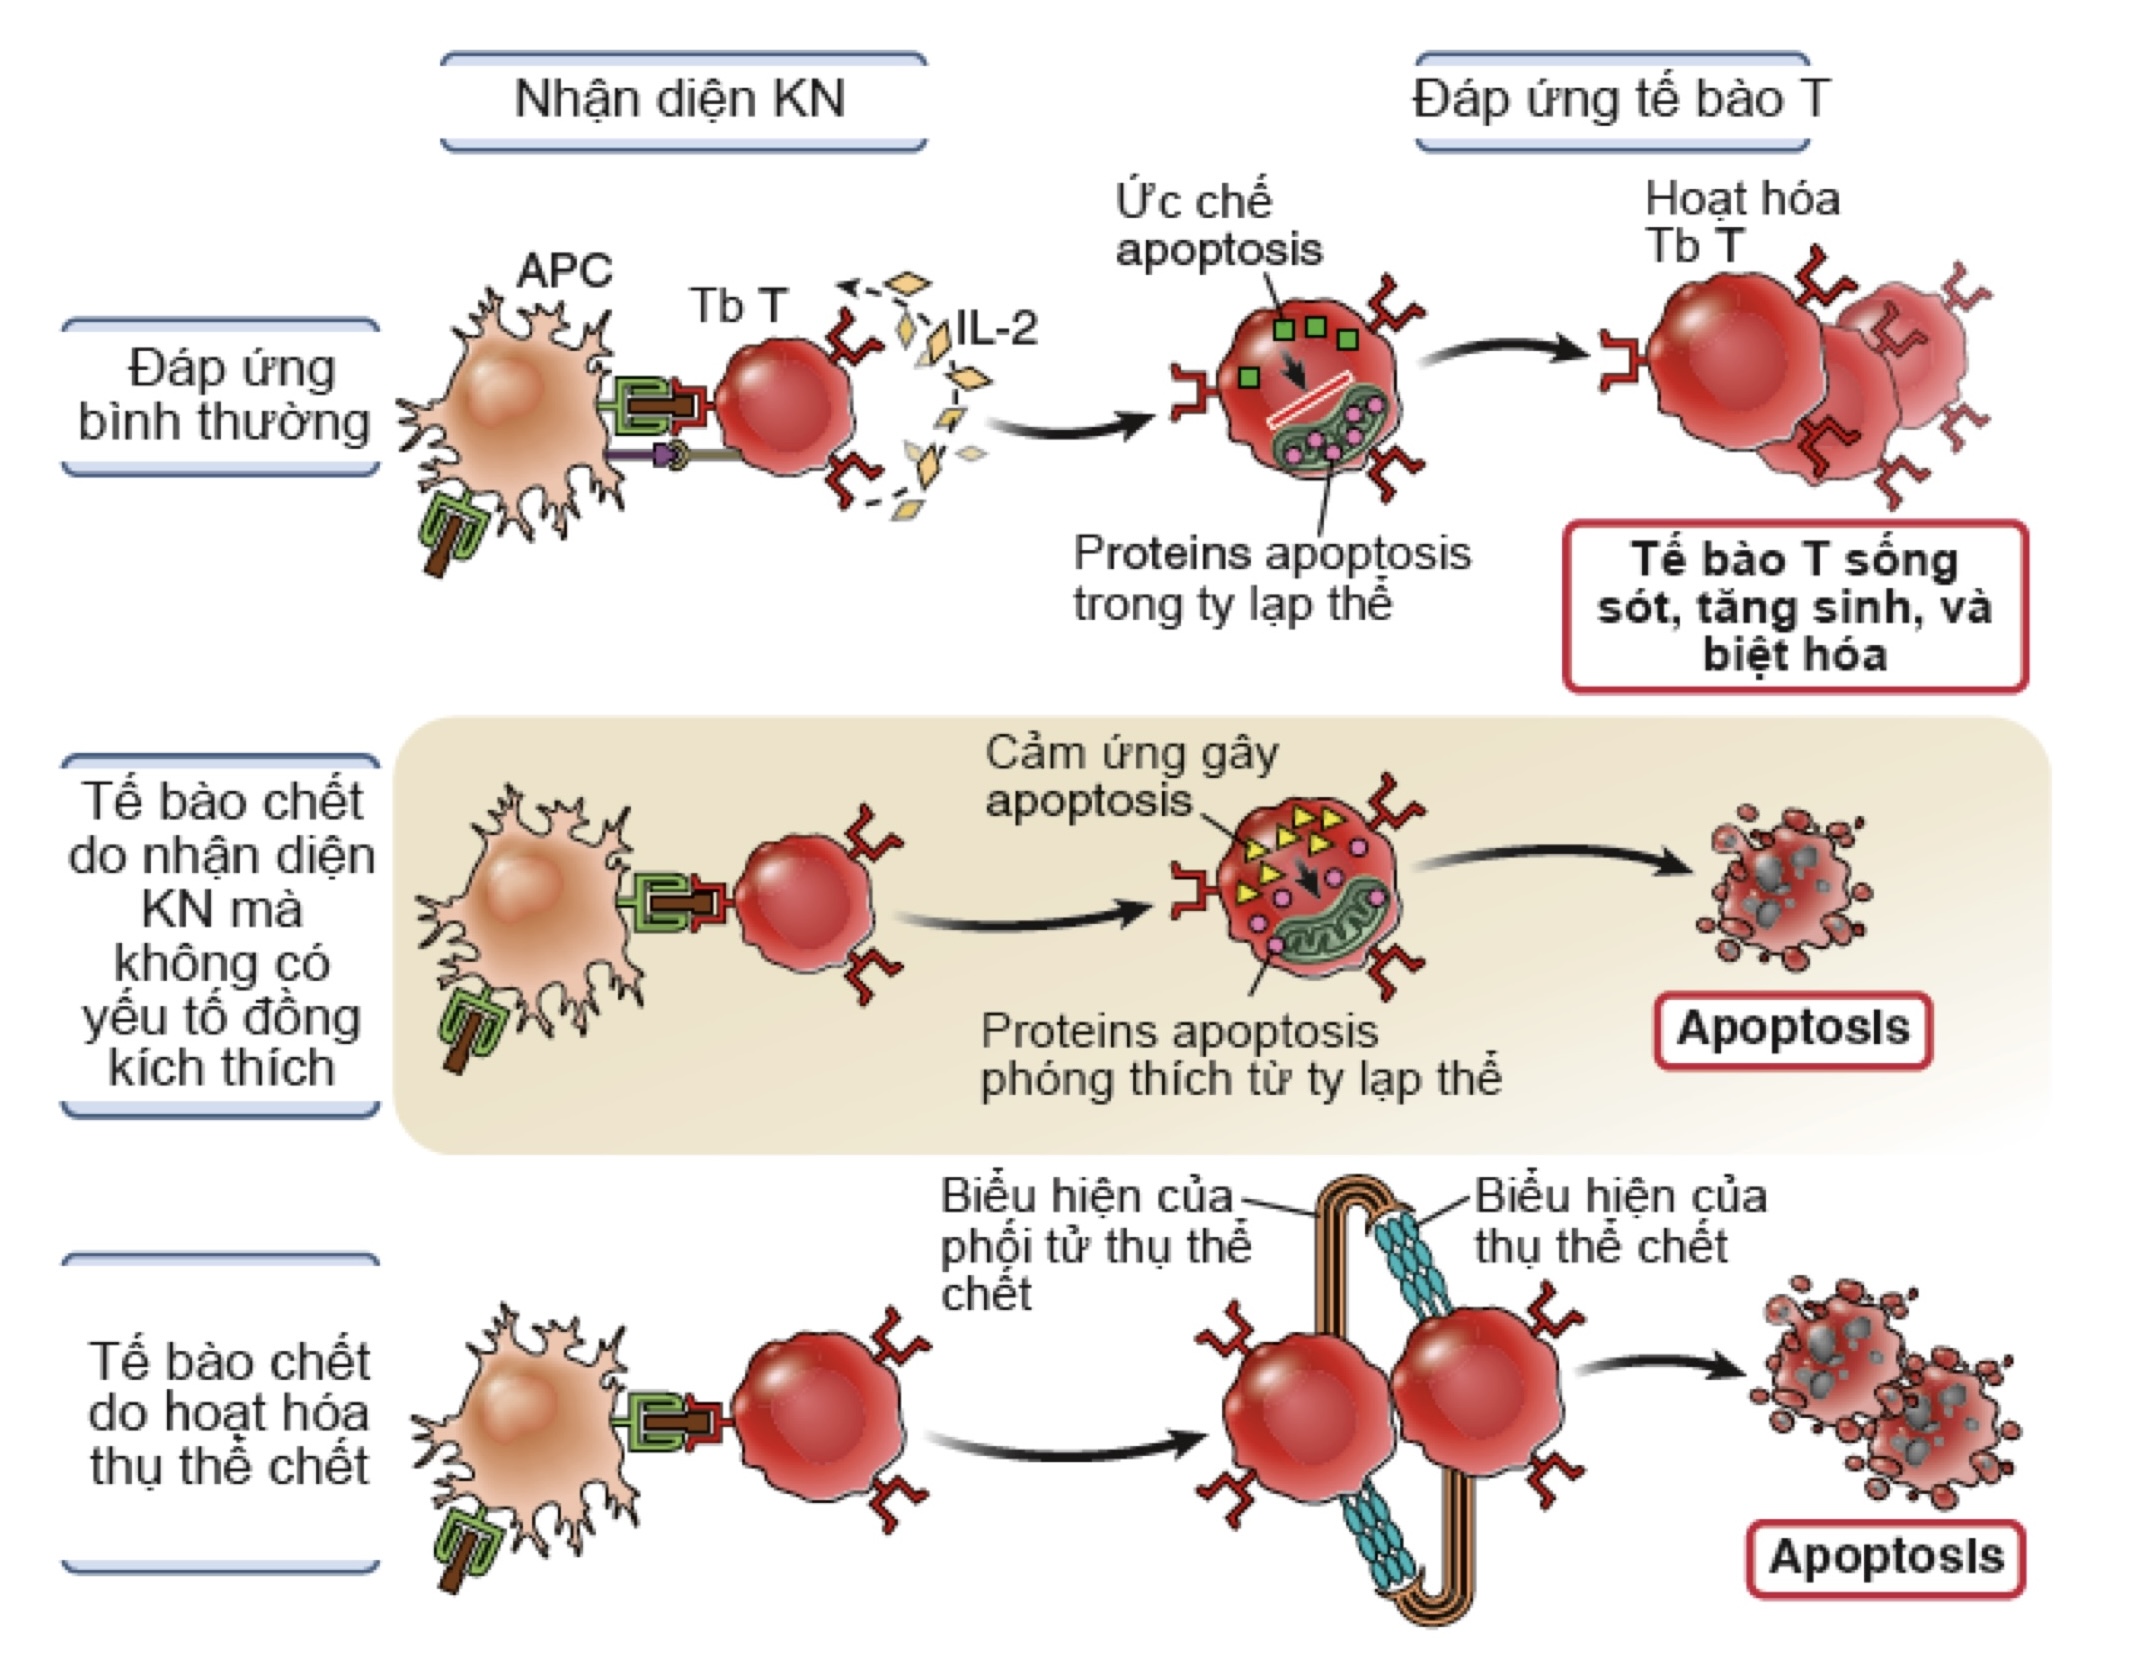 Nhận diện KN
Đáp ứng tế bào T
Đáp ứng
bình thường
APC
Tb T
IL-2
Ức chế
apoptosis
Proteins apoptosis
trong ty lạp thể
Hoạt hóa
Tb T
Tế bào T sống
sót, tăng sinh, và
biệt hóa
Tế bào chết
do nhận diện
KN mà
không có
yếu tố đồng
kích thích
Cảm ứng gây
apoptosis
Proteins apoptosis
phóng thích từ ty lạp thể
Apoptosis
Tế bào chết
do hoạt hóa
thụ thể chết
Biểu hiện của
phối tử thụ thể
chết
Biểu hiện của
thụ thể chết
Apoptosis